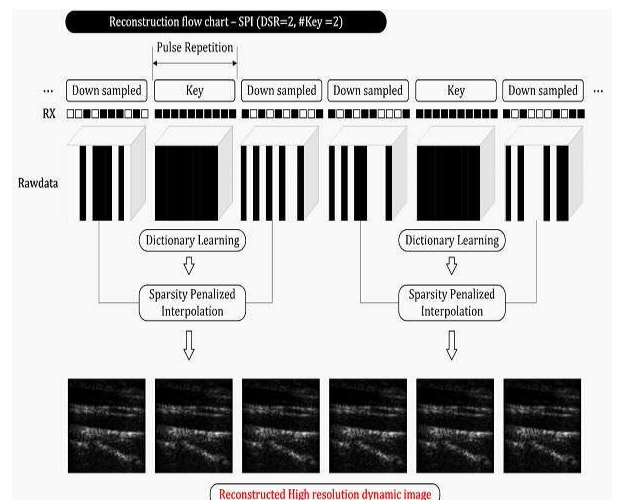 Reconstruction flow chart – SPI (DSR=2, #Key =2)
Pulse Repetition
... Down sampled Key Down sampled Down sampled Key Down sampled ...
RX
Rawdata
Dictionary Learning Dictionary Learning
Sparsity Penalized Sparsity Penalized
Interpolation Interpolation
Reconstructed High resolution dynamic image